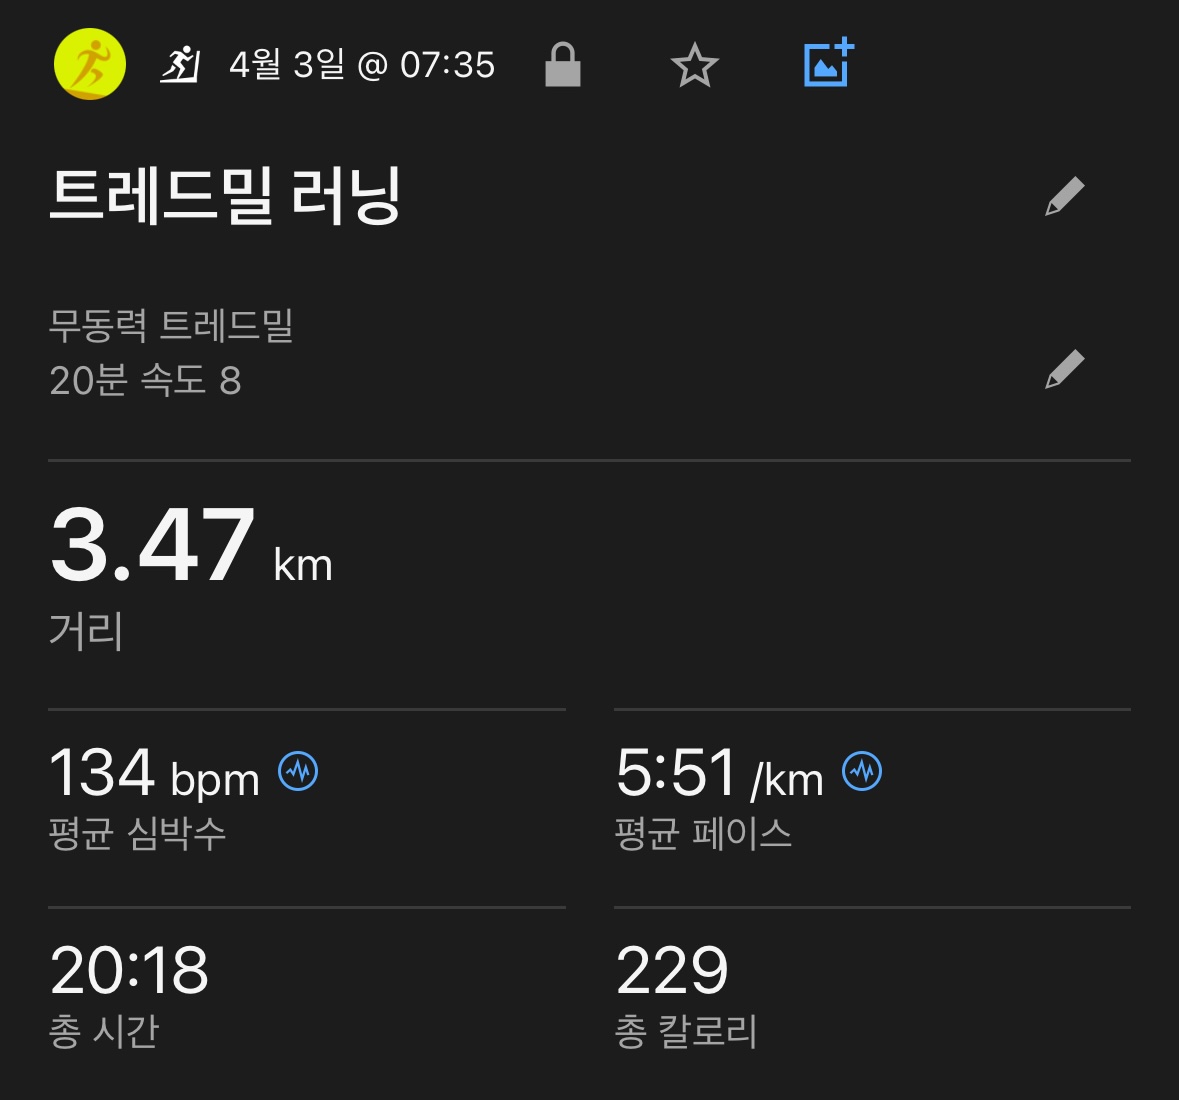 4월 3일 @ 07:35
트레드밀 러닝
무동력 트레드밀
20분 속도 8
3.47 km
거리
134 bpm
평균 심박수
5:51 /km
평균 페이스
20:18
총 시간
229
총 칼로리